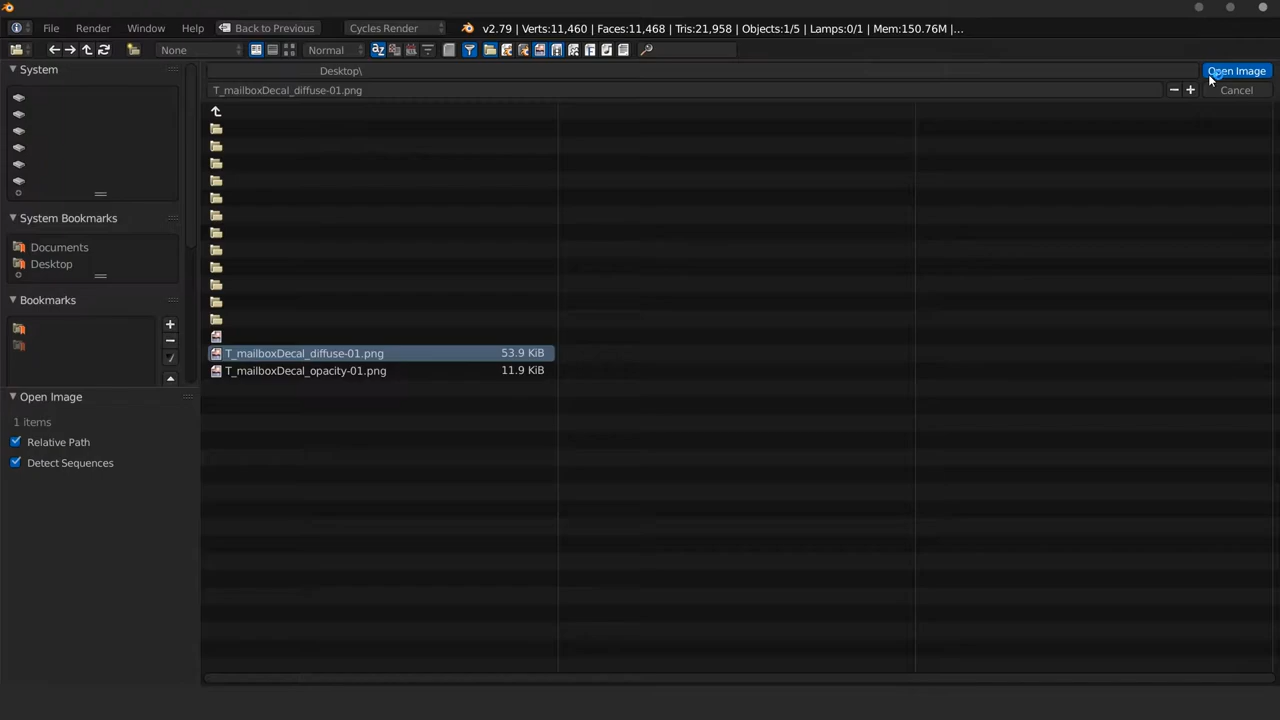 File Render Window Help Back to Previous Cycles Render v2.79 | Verts:11,460 | Faces:11,468 | Tris:21,958 | Objects:1/5 | Lamps:0/1 | Mem:150.76M |...
None Normal
System
Desktop\
Open Image
T_mailboxDecal_diffuse-01.png
Cancel
System Bookmarks
Documents
Desktop
Bookmarks
T_mailboxDecal_diffuse-01.png 53.9 KiB
T_mailboxDecal_opacity-01.png 11.9 KiB
Open Image
1 items
Relative Path
Detect Sequences